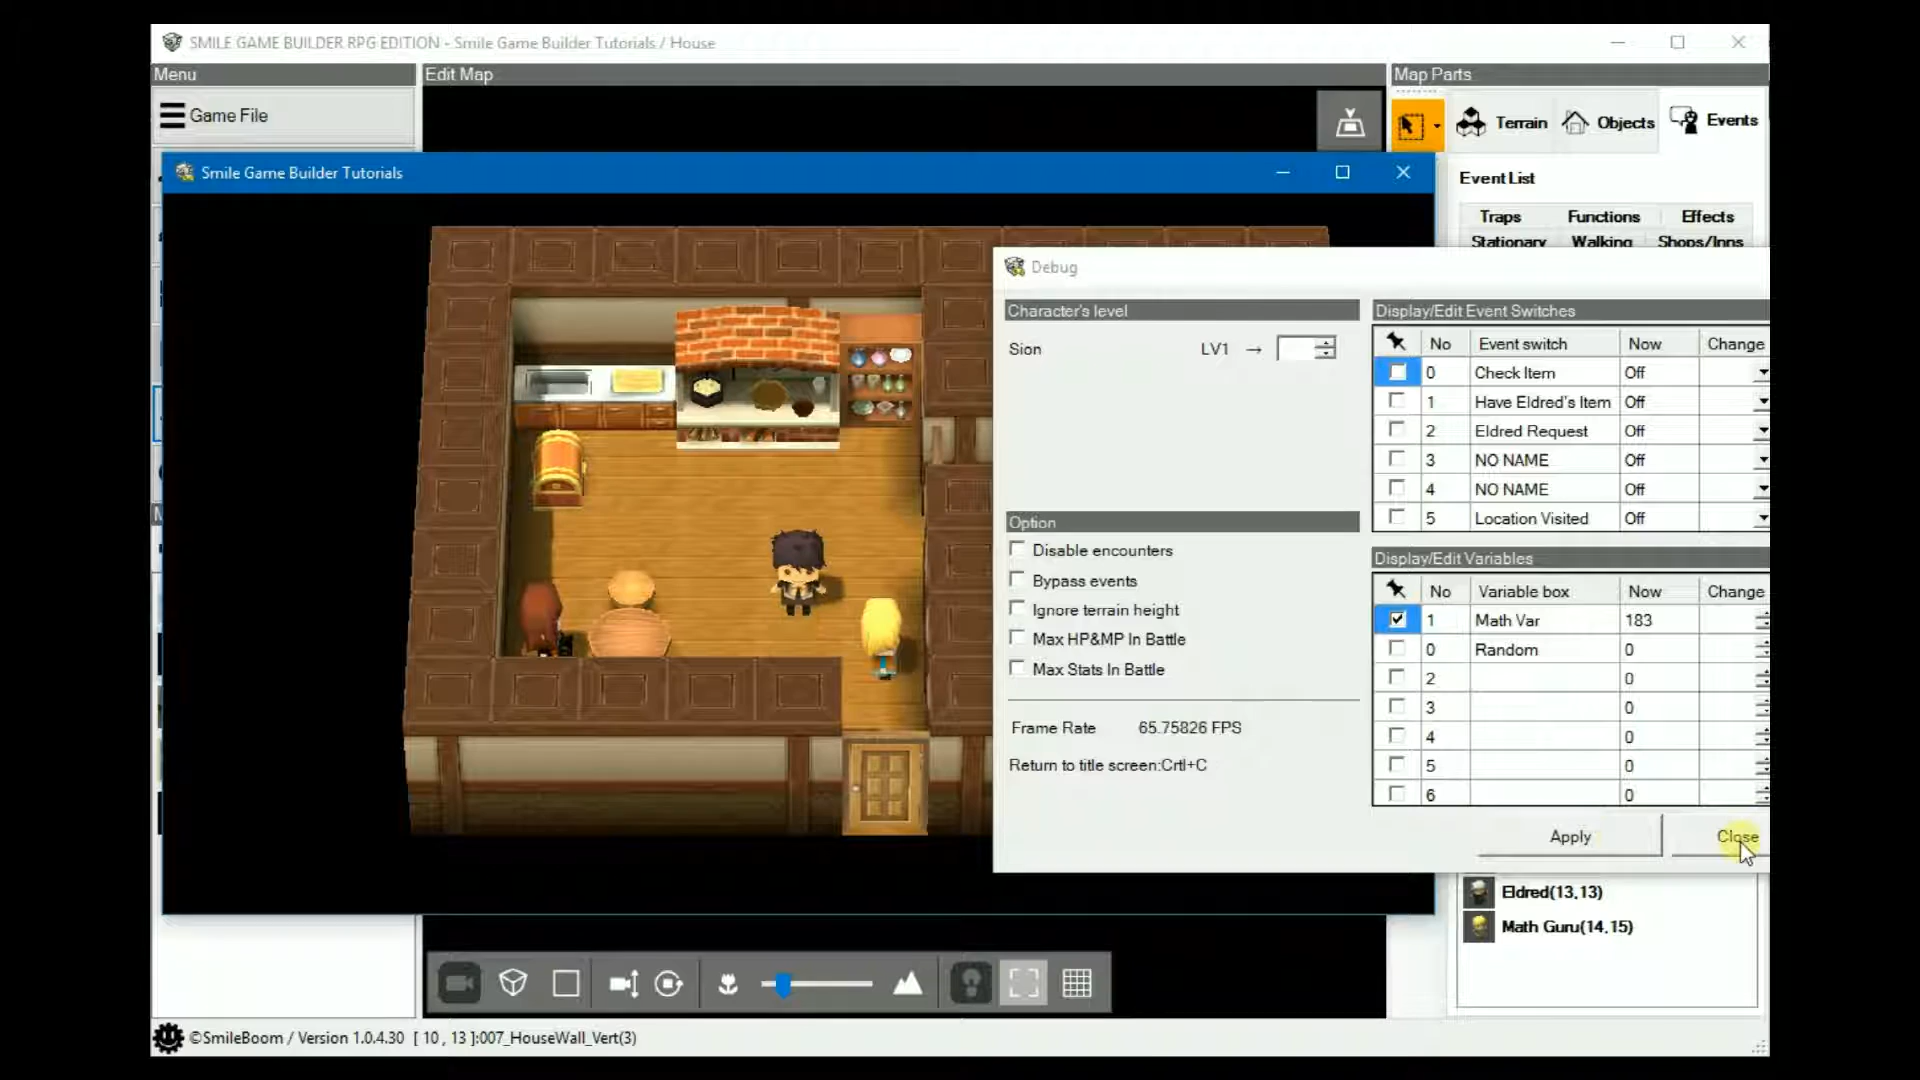 SMILE GAME BUILDER RPG EDITION - Smile Game Builder Tutorials / House
Menu
Edit Map
Map Parts
Game File
Terrain
Objects
Events
Smile Game Builder Tutorials
Event List
Traps Functions Effects
Stationary Walking Shops/Inns
Debug
Character's level
Sion LV1 →
Option
Disable encounters
Bypass events
Ignore terrain height
Max HP&MP In Battle
Max Stats In Battle
Frame Rate 65.75826 FPS
Return to title screen:Crtl+C
Display/Edit Event Switches
No Event switch Now Change
0 Check Item Off
1 Have Eldred's Item Off
2 Eldred Request Off
3 NO NAME Off
4 NO NAME Off
5 Location Visited Off
Display/Edit Variables
No Variable box Now Change
1 Math Var 183
0 Random 0
2 0
3 0
4 0
5 0
6 0
Apply
Close
Eldred(13,13)
Math Guru(14,15)
©SmileBoom / Version 1.0.4.30 [ 10 , 13 ]:007_HouseWall_Vert(3)